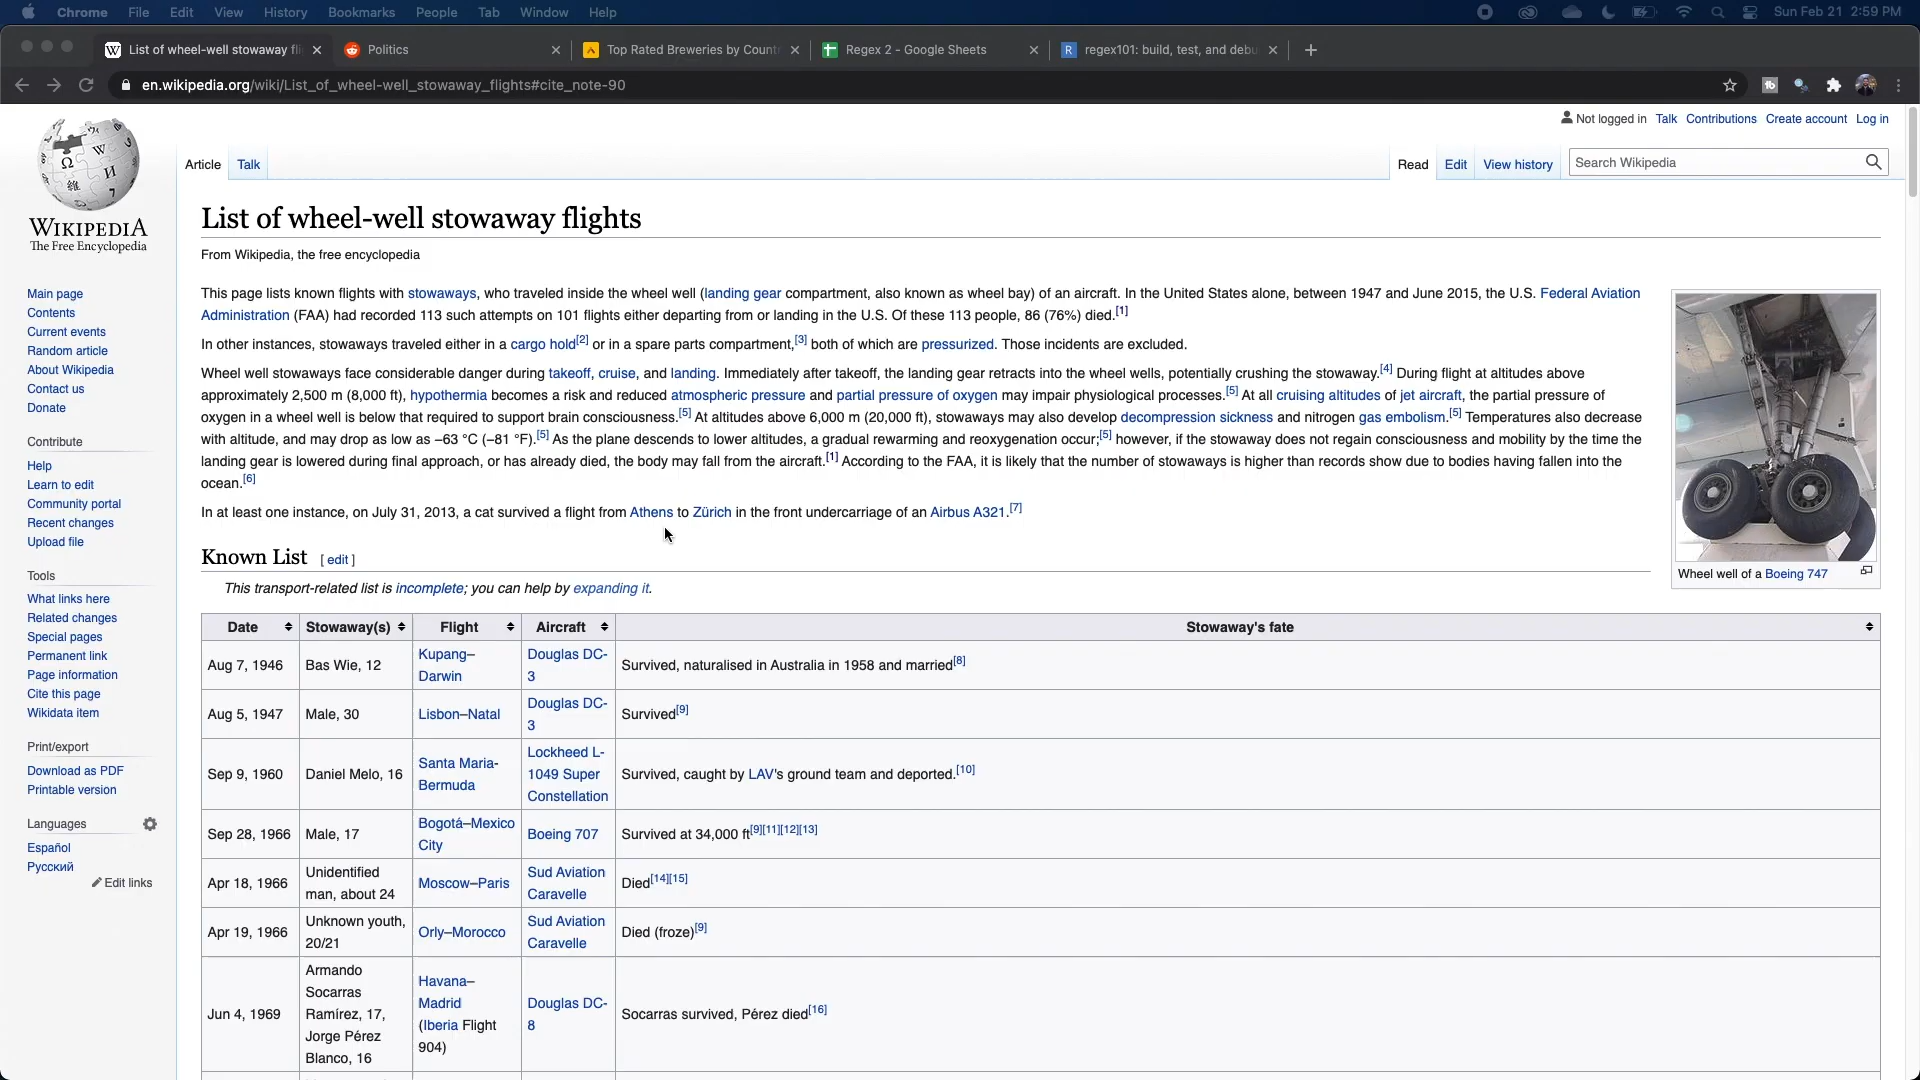 Chrome File Edit View History Bookmarks People Tab Window Help Sun Feb 21 2:59 PM
List of wheel-well stowaway fli Politics Top Rated Breweries by Count Regex 2 - Google Sheets regex101: build, test, and debu
en.wikipedia.org/wiki/List_of_wheel-well_stowaway_flights#cite_note-90
Not logged in Talk Contributions Create account Log in
Article Talk Read Edit View history Search Wikipedia
WIKIPEDIA
The Free Encyclopedia
Main page
Contents
Current events
Random article
About Wikipedia
Contact us
Donate
Contribute
Help
Learn to edit
Community portal
Recent changes
Upload file
Tools
What links here
Related changes
Special pages
Permanent link
Page information
Cite this page
Wikidata item
Print/export
Download as PDF
Printable version
Languages
Español
Русский
Edit links
List of wheel-well stowaway flights
From Wikipedia, the free encyclopedia
This page lists known flights with stowaways, who traveled inside the wheel well (landing gear compartment, also known as wheel bay) of an aircraft. In the United States alone, between 1947 and June 2015, the U.S. Federal Aviation
Administration (FAA) had recorded 113 such attempts on 101 flights either departing from or landing in the U.S. Of these 113 people, 86 (76%) died.[1]
In other instances, stowaways traveled either in a cargo hold[2] or in a spare parts compartment,[3] both of which are pressurized. Those incidents are excluded.
Wheel well stowaways face considerable danger during takeoff, cruise, and landing. Immediately after takeoff, the landing gear retracts into the wheel wells, potentially crushing the stowaway.[4] During flight at altitudes above
approximately 2,500 m (8,000 ft), hypothermia becomes a risk and reduced atmospheric pressure and partial pressure of oxygen may impair physiological processes.[5] At all cruising altitudes of jet aircraft, the partial pressure of
oxygen in a wheel well is below that required to support brain consciousness.[5] At altitudes above 6,000 m (20,000 ft), stowaways may also develop decompression sickness and nitrogen gas embolism.[5] Temperatures also decrease
with altitude, and may drop as low as −63 °C (−81 °F).[5] As the plane descends to lower altitudes, a gradual rewarming and reoxygenation occur;[5] however, if the stowaway does not regain consciousness and mobility by the time the
landing gear is lowered during final approach, or has already died, the body may fall from the aircraft.[1] According to the FAA, it is likely that the number of stowaways is higher than records show due to bodies having fallen into the
ocean.[6]
In at least one instance, on July 31, 2013, a cat survived a flight from Athens to Zürich in the front undercarriage of an Airbus A321.[7]
Wheel well of a Boeing 747
Known List [ edit ]
This transport-related list is incomplete; you can help by expanding it.
Date Stowaway(s) Flight Aircraft Stowaway's fate
Aug 7, 1946
Bas Wie, 12
Kupang–
Darwin
Douglas DC-
3
Survived, naturalised in Australia in 1958 and married[8]
Aug 5, 1947
Male, 30
Lisbon–Natal
Douglas DC-
3
Survived[9]
Sep 9, 1960
Daniel Melo, 16
Santa Maria-
Bermuda
Lockheed L-
1049 Super
Constellation
Survived, caught by LAV's ground team and deported.[10]
Sep 28, 1966
Male, 17
Bogotá–Mexico
City
Boeing 707
Survived at 34,000 ft[9][11][12][13]
Apr 18, 1966
Unidentified
man, about 24
Moscow–Paris
Sud Aviation
Caravelle
Died[14][15]
Apr 19, 1966
Unknown youth,
20/21
Orly–Morocco
Sud Aviation
Caravelle
Died (froze)[9]
Jun 4, 1969
Armando
Socarras
Ramírez, 17,
Jorge Pérez
Blanco, 16
Havana–
Madrid
(Iberia Flight
904)
Douglas DC-
8
Socarras survived, Pérez died[16]